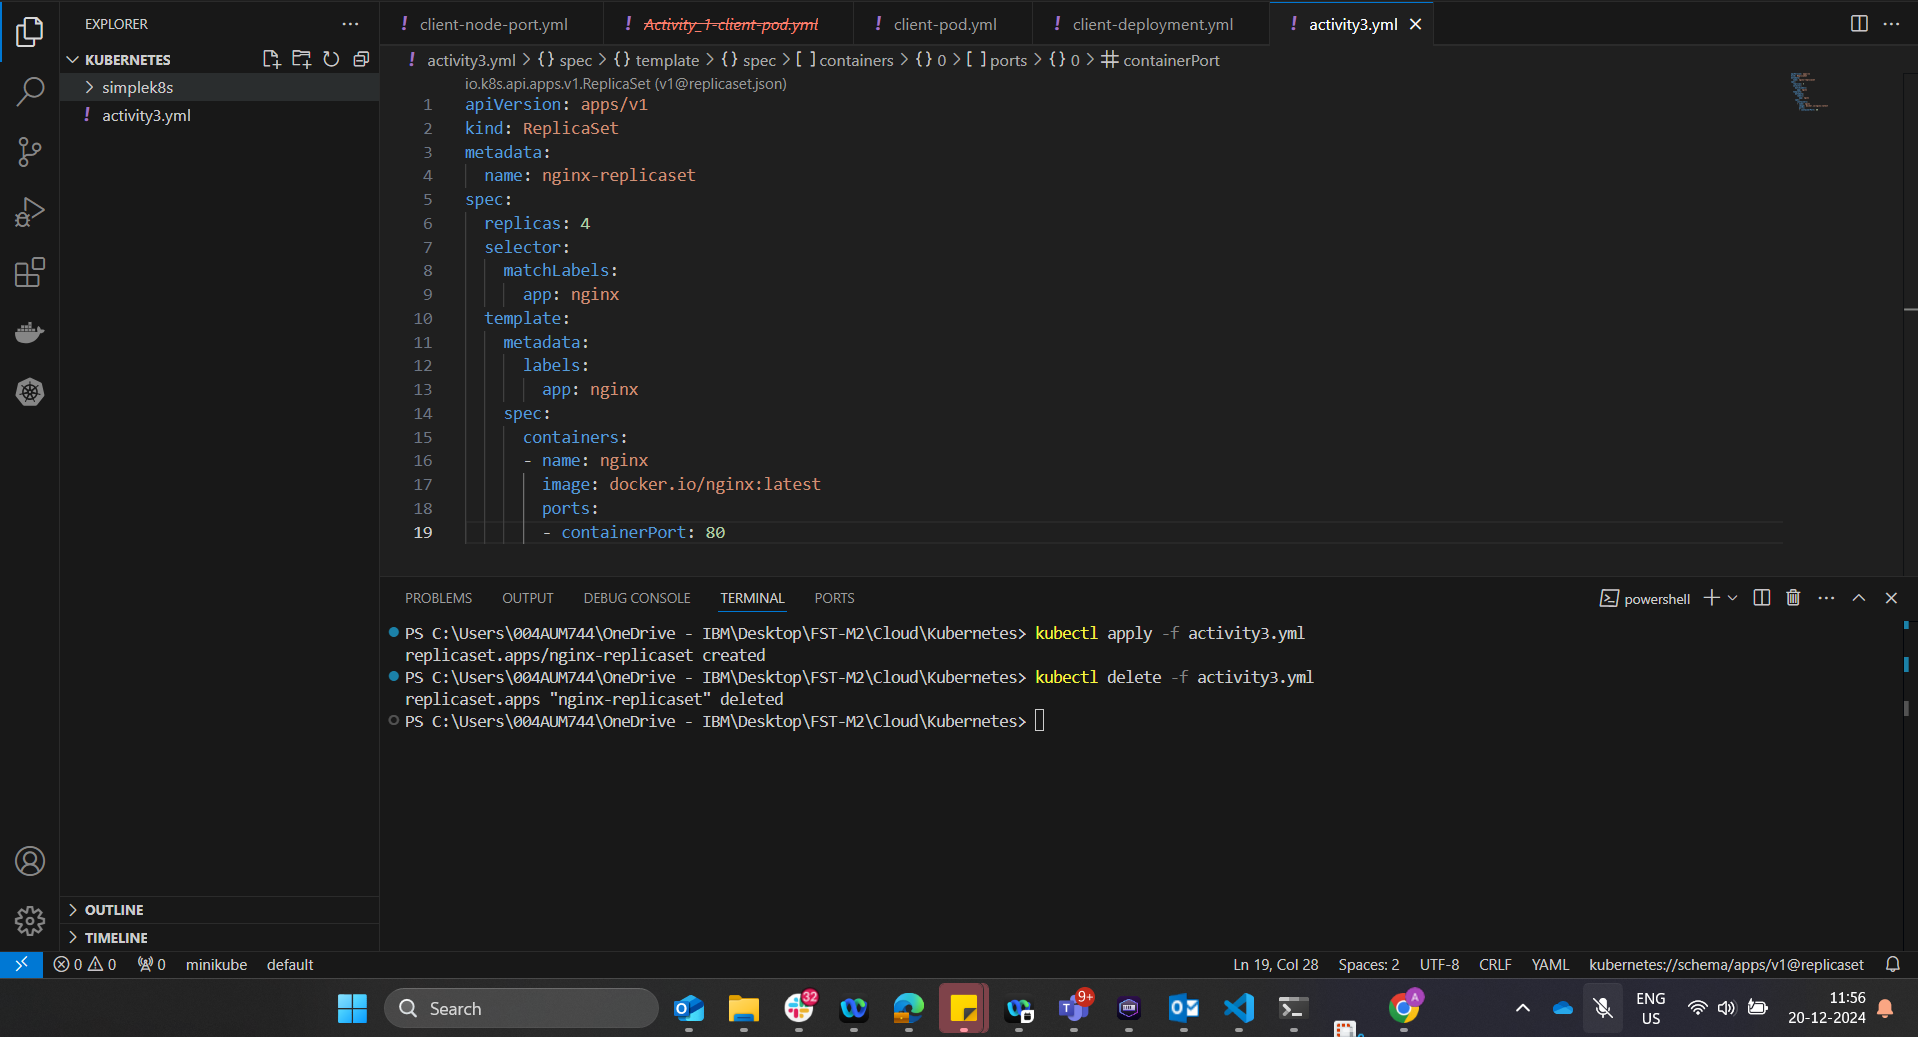 EXPLORER
KUBERNETES
simplek8s
! activity3.yml
OUTLINE
TIMELINE
! client-node-port.yml
! Activity_1-client-pod.yml
! client-pod.yml
! client-deployment.yml
! activity3.yml
! activity3.yml > {} spec > {} template > {} spec > [ ] containers > {} 0 > [ ] ports > {} 0 > # containerPort
io.k8s.api.apps.v1.ReplicaSet (v1@replicaset.json)
1 apiVersion: apps/v1
2 kind: ReplicaSet
3 metadata:
4   name: nginx-replicaset
5 spec:
6   replicas: 4
7   selector:
8     matchLabels:
9       app: nginx
10   template:
11     metadata:
12       labels:
13         app: nginx
14     spec:
15       containers:
16       - name: nginx
17         image: docker.io/nginx:latest
18         ports:
19         - containerPort: 80
PROBLEMS OUTPUT DEBUG CONSOLE TERMINAL PORTS
powershell
PS C:\Users\004AUM744\OneDrive - IBM\Desktop\FST-M2\Cloud\Kubernetes> kubectl apply -f activity3.yml
replicaset.apps/nginx-replicaset created
PS C:\Users\004AUM744\OneDrive - IBM\Desktop\FST-M2\Cloud\Kubernetes> kubectl delete -f activity3.yml
replicaset.apps "nginx-replicaset" deleted
PS C:\Users\004AUM744\OneDrive - IBM\Desktop\FST-M2\Cloud\Kubernetes>
0 0 0 minikube default
Ln 19, Col 28 Spaces: 2 UTF-8 CRLF YAML kubernetes://schema/apps/v1@replicaset
Search
32
9+
A
ENG
US
11:56
20-12-2024